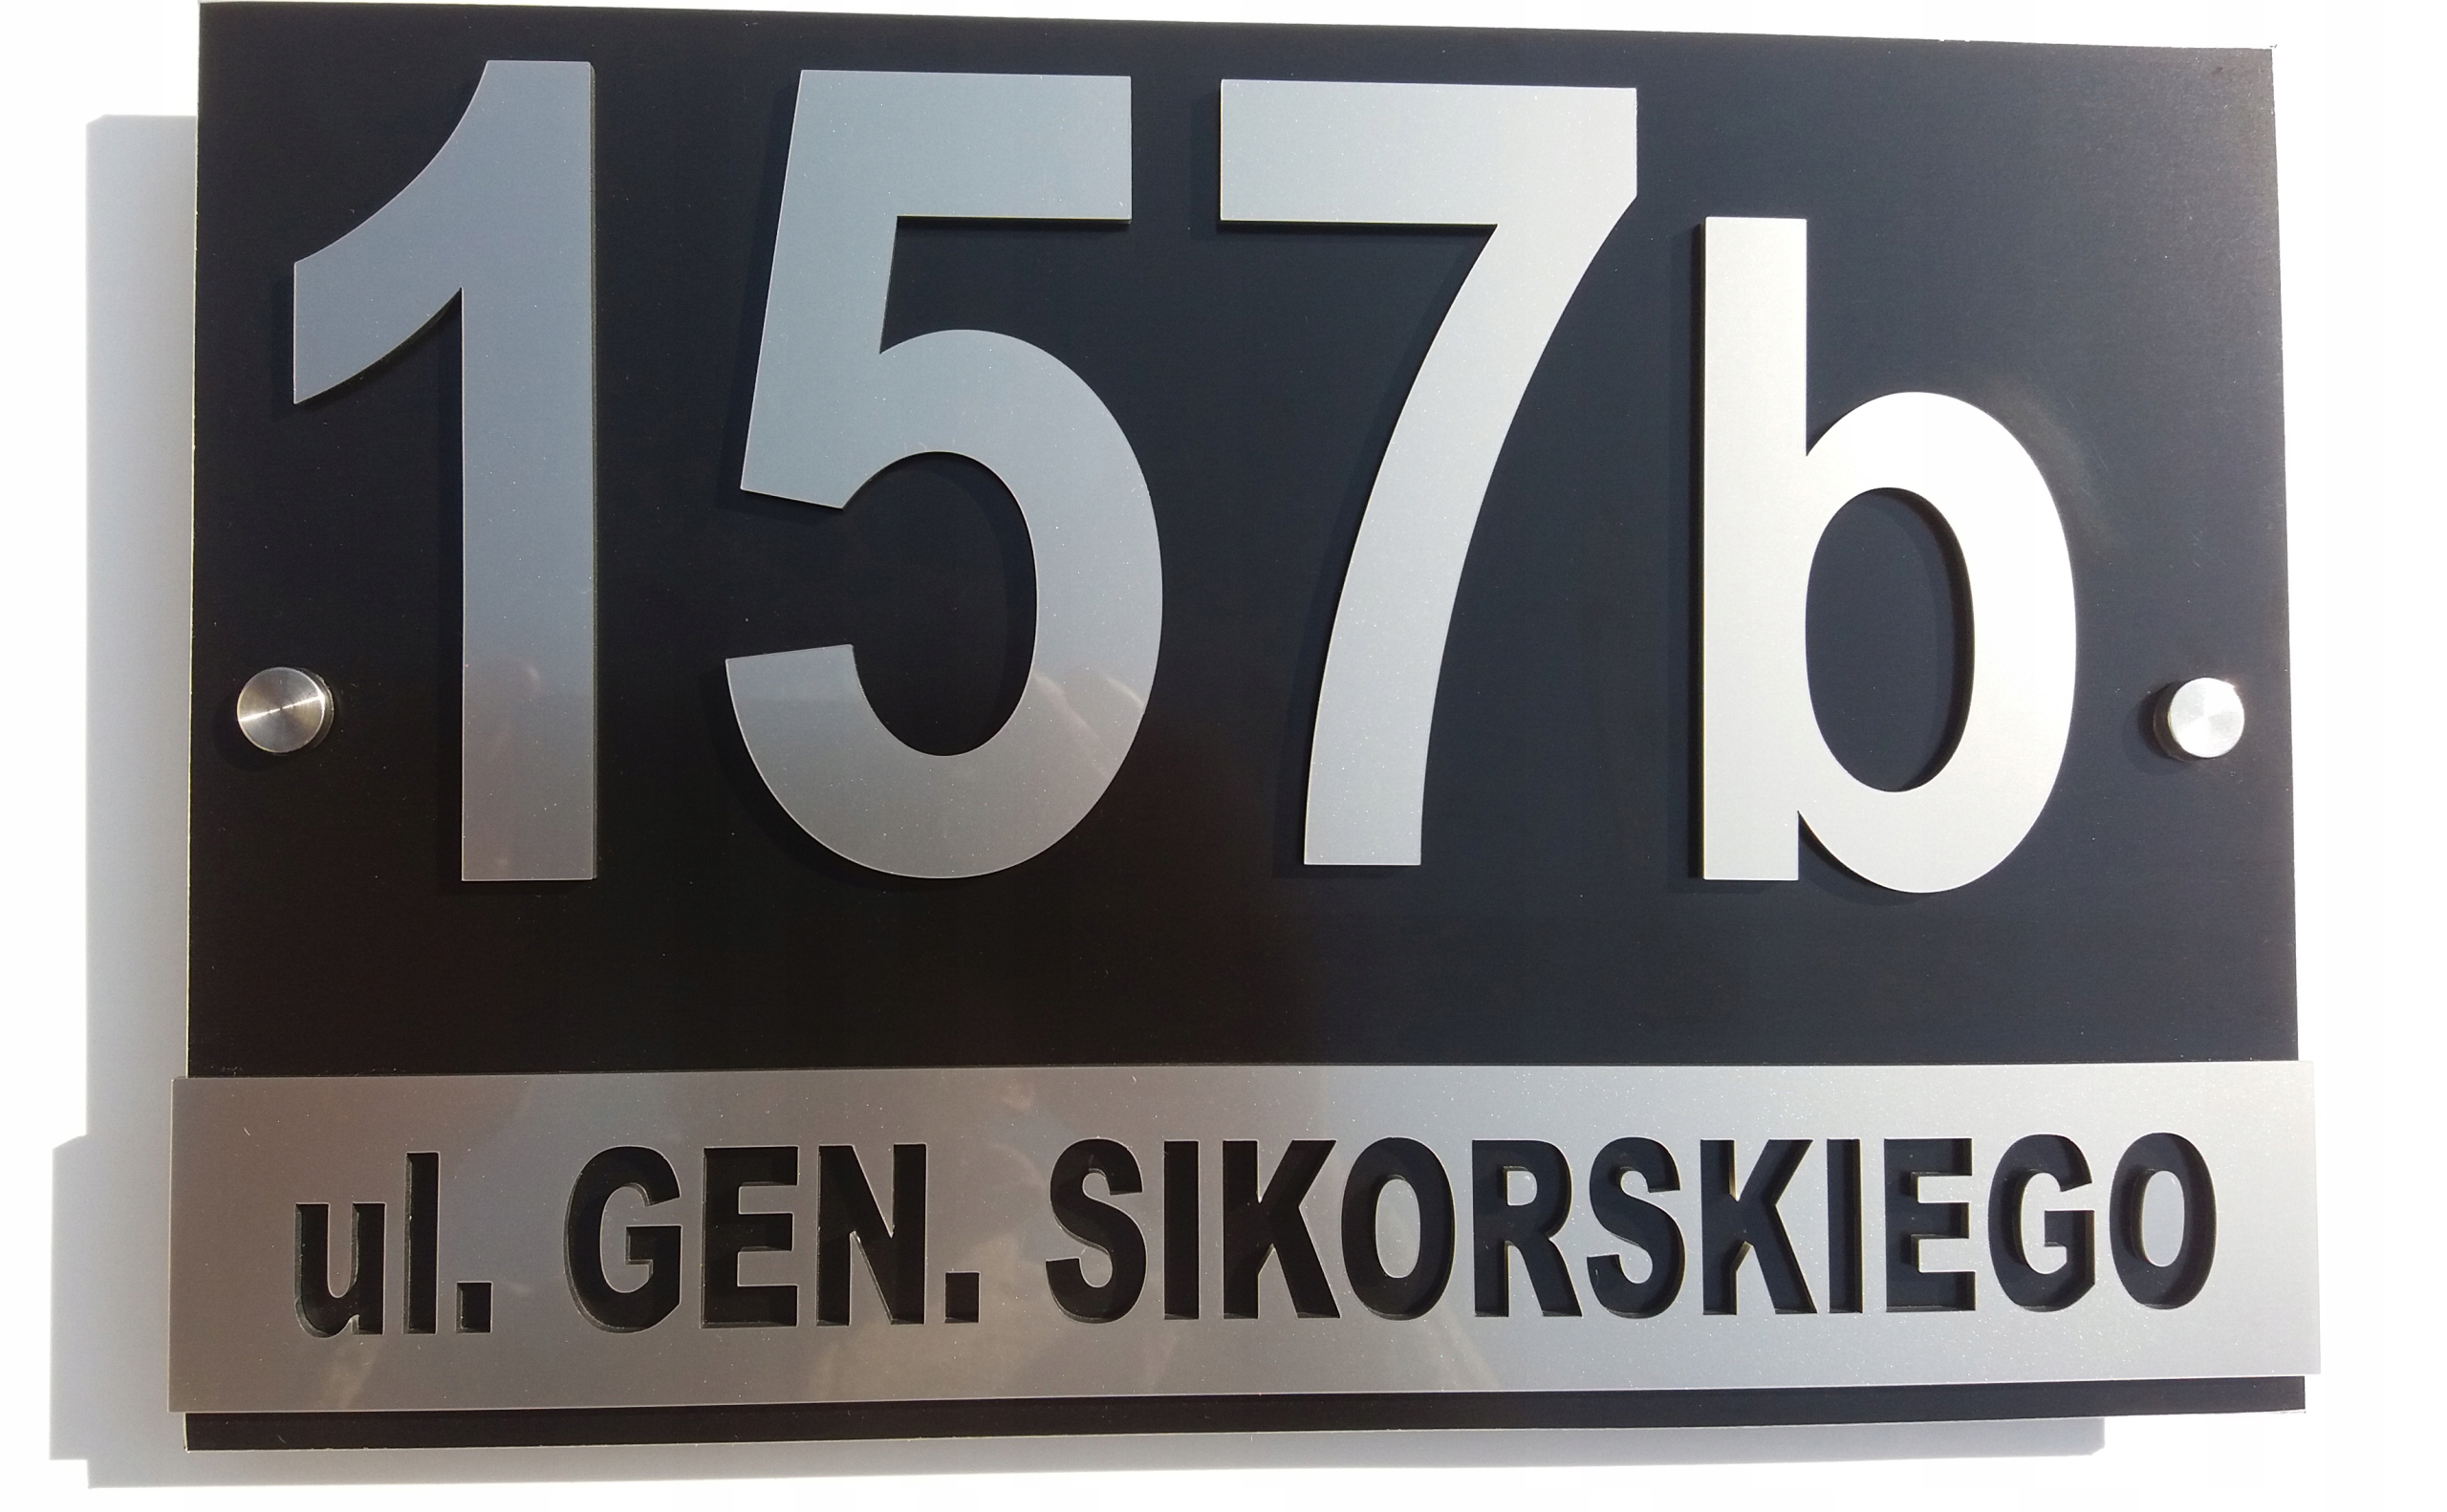 157b
ul. GEN. SIKORSKIEGO